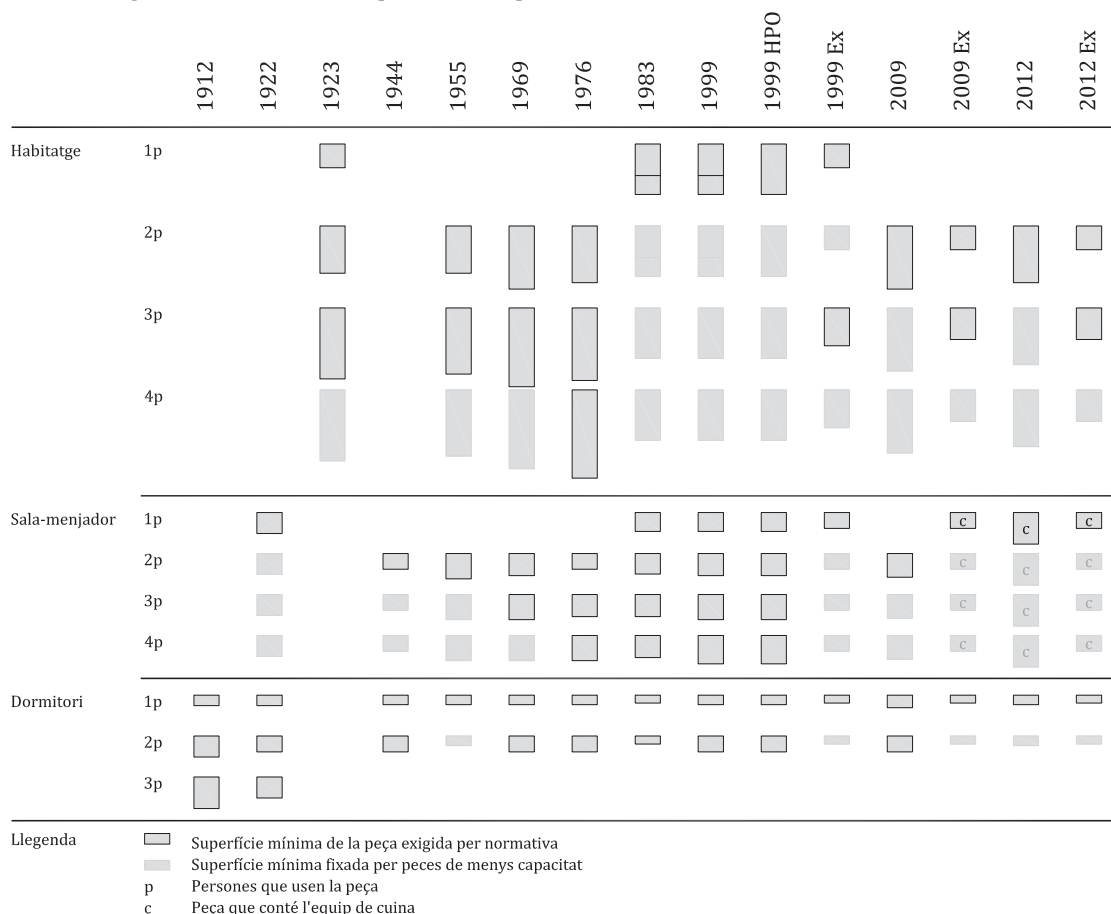 1912 1922 1923 1944 1955 1969 1976 1983 1999 1999 HPO 1999 Ex 2009 2009 Ex 2012 2012 Ex
Habitatge 1p
2p
3p
4p
Sala-menjador 1p c c c
2p c c c
3p c c c
4p c c c
Dormitori 1p
2p
3p
Llegenda Superfície mínima de la peça exigida per normativa
Superfície mínima fixada per peces de menys capacitat
p Persones que usen la peça
c Peça que conté l'equip de cuina